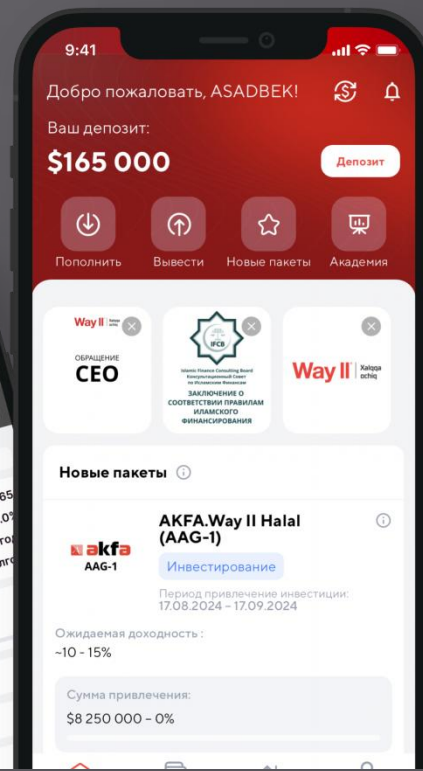 9:41
Добро пожаловать, ASADBEK!
Ваш депозит:
$165 000
Депозит
Пополнить
Вывести
Новые пакеты
Академия
Way II
ОБРАЩЕНИЕ
CEO
IFCB
Islamic Finance Consulting Board
Консультационный Совет
по Исламским Финансам
ЗАКЛЮЧЕНИЕ О
СООТВЕТСТВИИ ПРАВИЛАМ
ИЛАМСКОГО
ФИНАНСИРОВАНИЯ
Way II
Xalqqa
ochiq
Новые пакеты
akfa
AAG-1
AKFA.Way II Halal
(AAG-1)
Инвестирование
Период привлечение инвестиции:
17.08.2024 – 17.09.2024
Ожидаемая доходность :
~10 - 15%
Сумма привлечения:
$8 250 000 – 0%